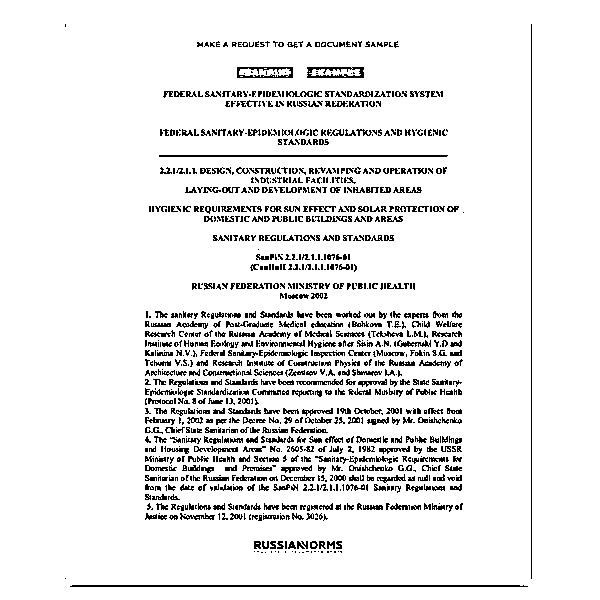 MAKE A REQUEST TO GET A DOCUMENT SAMPLE
FEDERAL SANITARY-EPIDEMIOLOGIC STANDARDIZATION SYSTEM
EFFECTIVE IN RUSSIAN REDERATION
FEDERAL SANITARY-EPIDEMIOLOGIC REGULATIONS AND HYGIENIC
STANDARDS
2.2.1/2.1.1. DESIGN, CONSTRUCTION, REVAMPING AND OPERATION OF
INDUSTRIAL FACILITIES,
LAYING-OUT AND DEVELOPMENT OF INHABITED AREAS
HYGIENIC REQUIREMENTS FOR SUN EFFECT AND SOLAR PROTECTION OF
DOMESTIC AND PUBLIC BUILDINGS AND AREAS
SANITARY REGULATIONS AND STANDARDS
SanPiN 2.2.1/2.1.1.1076-01
(СанПиН 2.2.1/2.1.1.1076-01)
RUSSIAN FEDERATION MINISTRY OF PUBLIC HEALTH
Moscow 2002
1. The sanitary Regulations and Standards have been worked out by the experts from the
Russian Academy of Post-Graduate Medical education (Bobkova T.E.), Child Welfare
Research Center of the Russian Academy of Medical Sciences (Teksheva L.M.), Research
Institute of Human Ecology and Environmental Hygiene after Sisin A.N. (Gubernski Y.D and
Kalinina N.V.), Federal Sanitary-Epidemiologic Inspection Center (Moscow, Fokin S.G. and
V.S.) and Research Institute of Construction Physics of the Russian Academy of
Architecture and Constructional Sciences (Zemtsov V.A. and Shmarov I.A.).
2. The Regulations and Standards have been recommended for approval by the State Sanitary-
Epidemiologic Standardization Committee reporting to the federal Ministry of Public Health
(Protocol No. 8 of June 13, 2001).
3. The Regulations and Standards have been approved 19th October, 2001 with effect from
February 1, 2002 as per the Decree No. 29 of October 25, 2001 signed by Mr. Onishchenko
G.G., Chief State Sanitarian of the Russian Federation.
4. The "Sanitary Regulations and Standards for Sun effect of Domestic and Public Buildings
and Housing Development Areas" No. 2605-82 of July 2, 1982 approved by the USSR
Ministry of Public Health and Section 5 of the "Sanitary-Epidemiologic Requirements for
Domestic Buildings and Premises" approved by Mr. Onishchenko G.G., Chief State
Sanitarian of the Russian Federation on December 15, 2000 shall be regarded as null and void
from the date of validation of the SanPiN 2.2.1/2.1.1.1076-01 Sanitary Regulations and
Standards.
5. The Regulations and Standards have been registered at the Russian Federation Ministry of
Justice on November 12, 2001 (registration No. 3026).
RUSSIANORMS